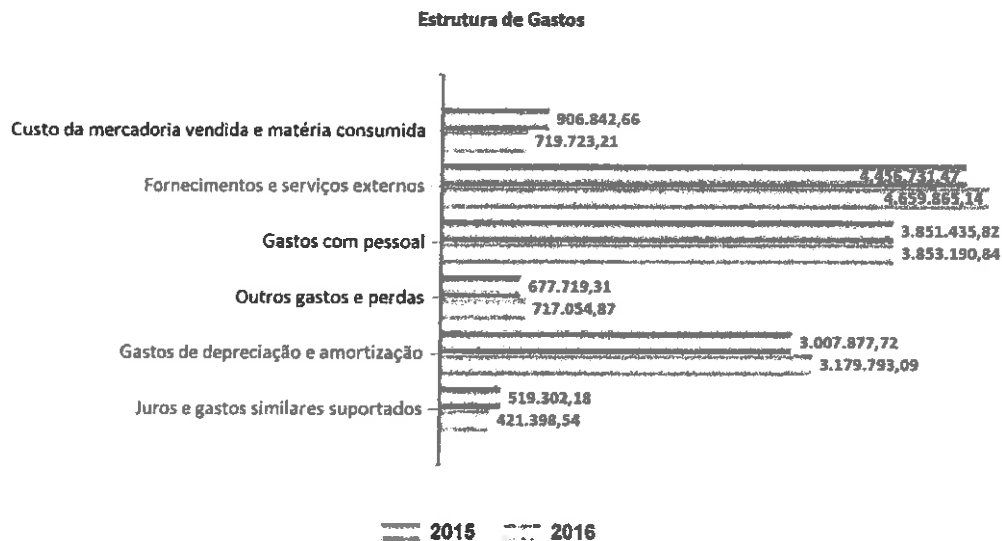 Estrutura de Gastos
Custo da mercadoria vendida e matéria consumida
906.842,66
719.723,21
Fornecimentos e serviços externos
4.456.731,47
4.659.865,14
Gastos com pessoal
3.851.435,82
3.853.190,84
Outros gastos e perdas
677.719,31
717.054,87
Gastos de depreciação e amortização
3.007.877,72
3.179.793,09
Juros e gastos similares suportados
519.302,18
421.398,54
2015 2016